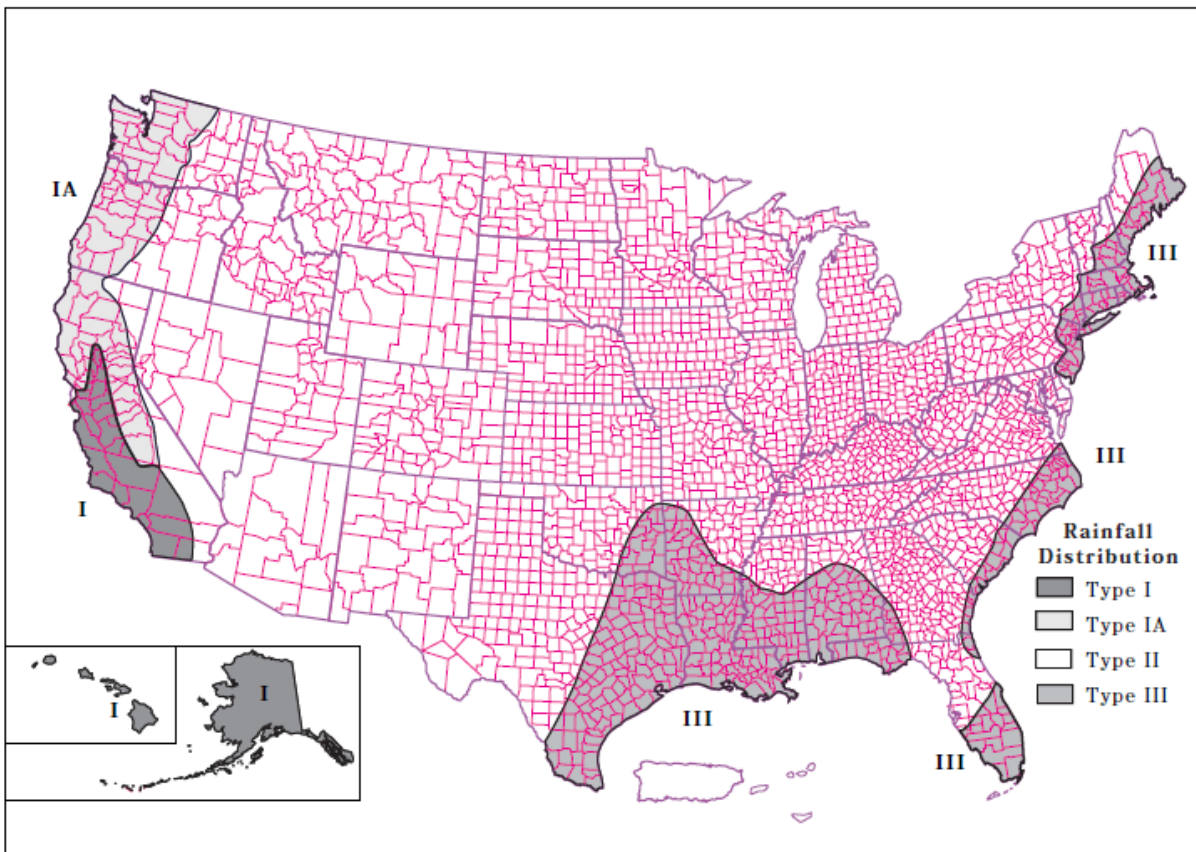 IA
III
III
I
Rainfall
Distribution
Type I
Type IA
Type II
Type III
I
I
III
III